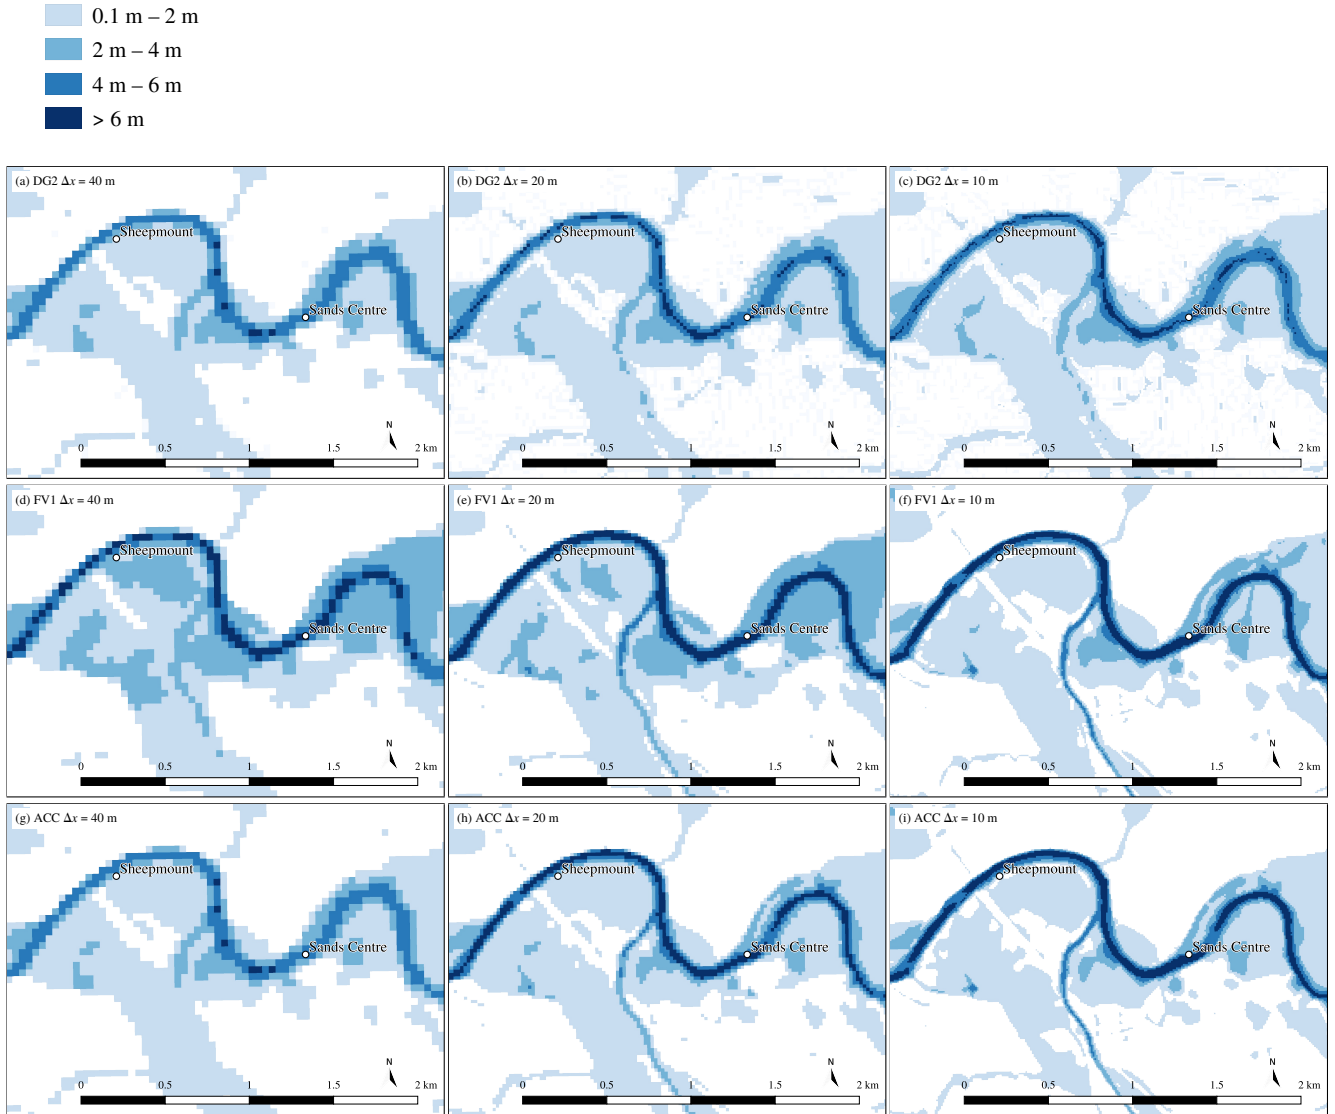 0.1 m – 2 m
2 m – 4 m
4 m – 6 m
> 6 m
(a) DG2 Δx = 40 m
Sheepmount
Sands Centre
N
0 0.5 1 1.5 2 km
(b) DG2 Δx = 20 m
Sheepmount
Sands Centre
N
0 0.5 1 1.5 2 km
(c) DG2 Δx = 10 m
Sheepmount
Sands Centre
N
0 0.5 1 1.5 2 km
(d) FV1 Δx = 40 m
Sheepmount
Sands Centre
N
0 0.5 1 1.5 2 km
(e) FV1 Δx = 20 m
Sheepmount
Sands Centre
N
0 0.5 1 1.5 2 km
(f) FV1 Δx = 10 m
Sheepmount
Sands Centre
N
0 0.5 1 1.5 2 km
(g) ACC Δx = 40 m
Sheepmount
Sands Centre
N
0 0.5 1 1.5 2 km
(h) ACC Δx = 20 m
Sheepmount
Sands Centre
N
0 0.5 1 1.5 2 km
(i) ACC Δx = 10 m
Sheepmount
Sands Centre
N
0 0.5 1 1.5 2 km